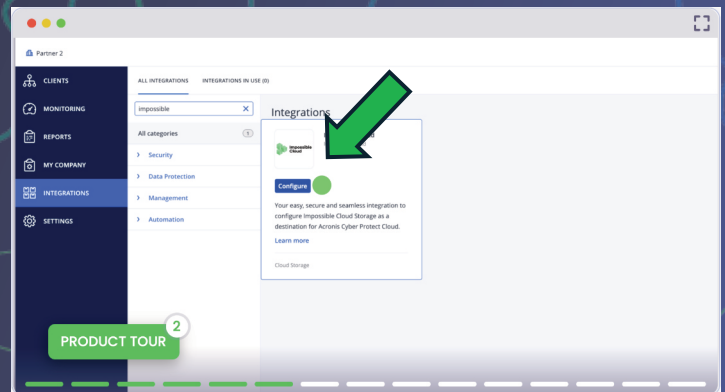 Partner 2
CLIENTS
MONITORING
REPORTS
MY COMPANY
INTEGRATIONS
SETTINGS
ALL INTEGRATIONS INTEGRATIONS IN USE (0)
impossible
All categories
1
Security
Data Protection
Management
Automation
Integrations
Impossible
Cloud
Configure
Your easy, secure and seamless integration to
configure Impossible Cloud Storage as a
destination for Acronis Cyber Protect Cloud.
Learn more
Cloud Storage
PRODUCT TOUR
2